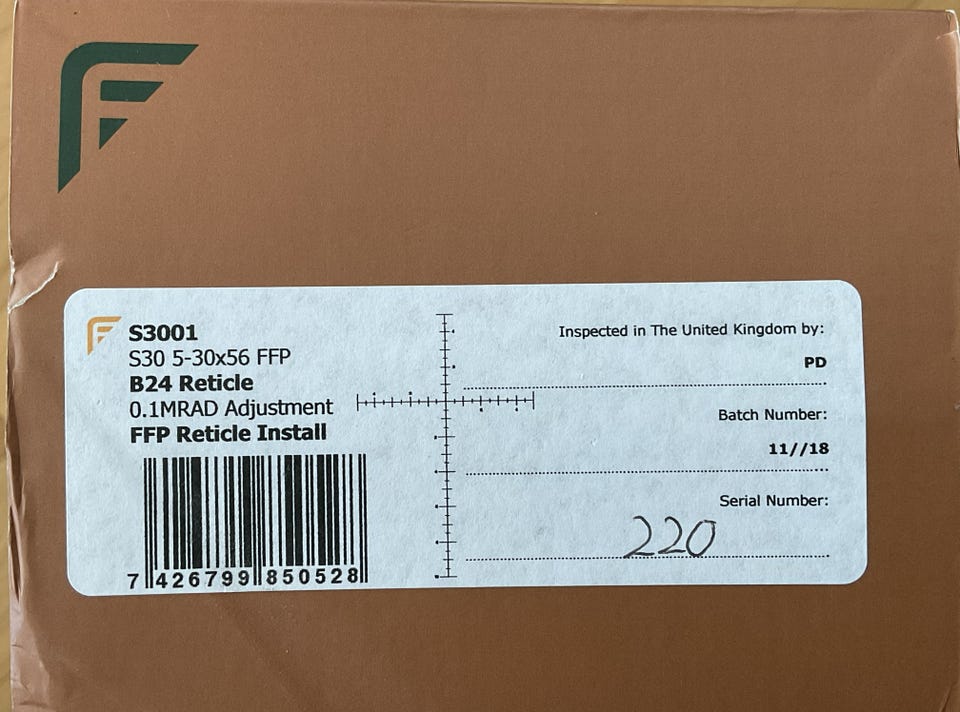 S3001
S30 5-30x56 FFP
B24 Reticle
0.1MRAD Adjustment
FFP Reticle Install
7 426799 850528
Inspected in The United Kingdom by:
PD
Batch Number:
11//18
Serial Number:
220